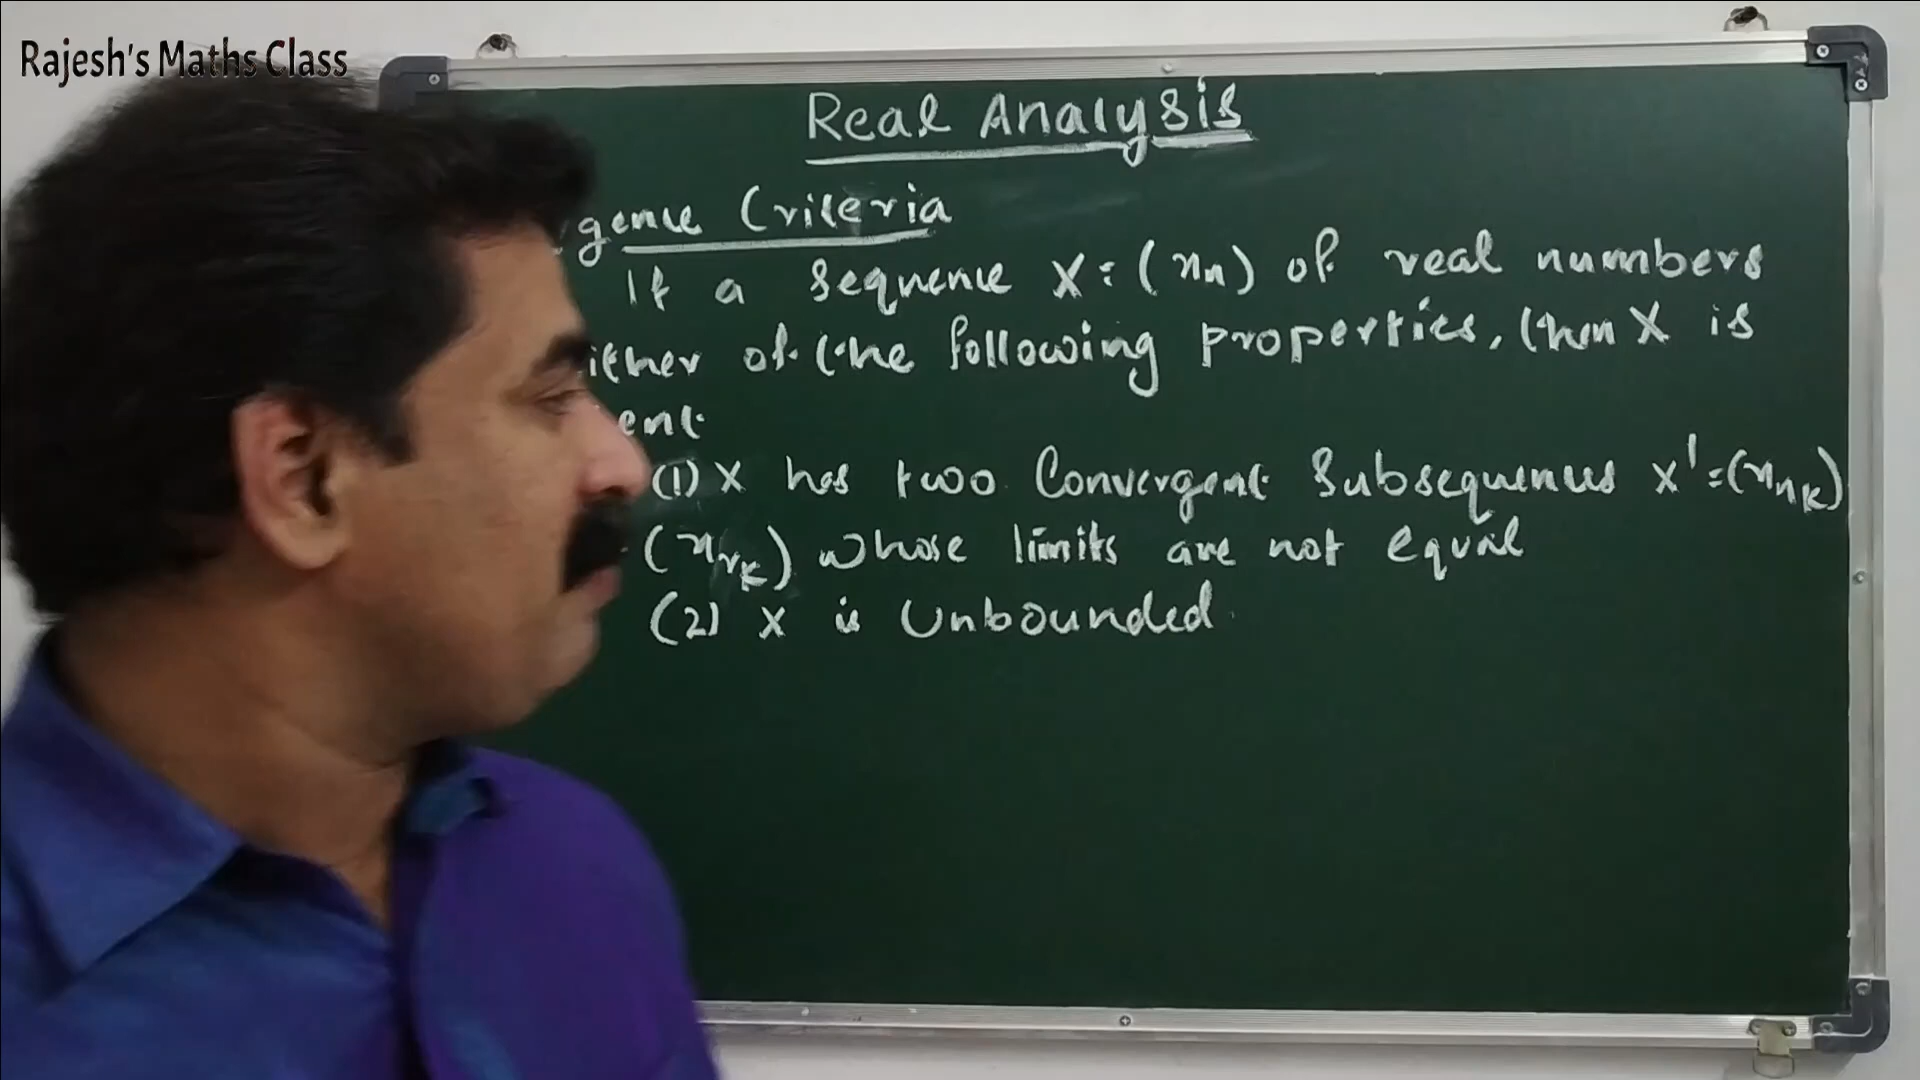 Rajesh's Maths Class
Real Analysis
gence Criteria
If a sequence X = (xn) of real numbers
ither of the following properties, then X is
ent
(1) X has two Convergent Subsequences X' = (xnk)
(xrk) whose limits are not equal
(2) X is Unbounded.